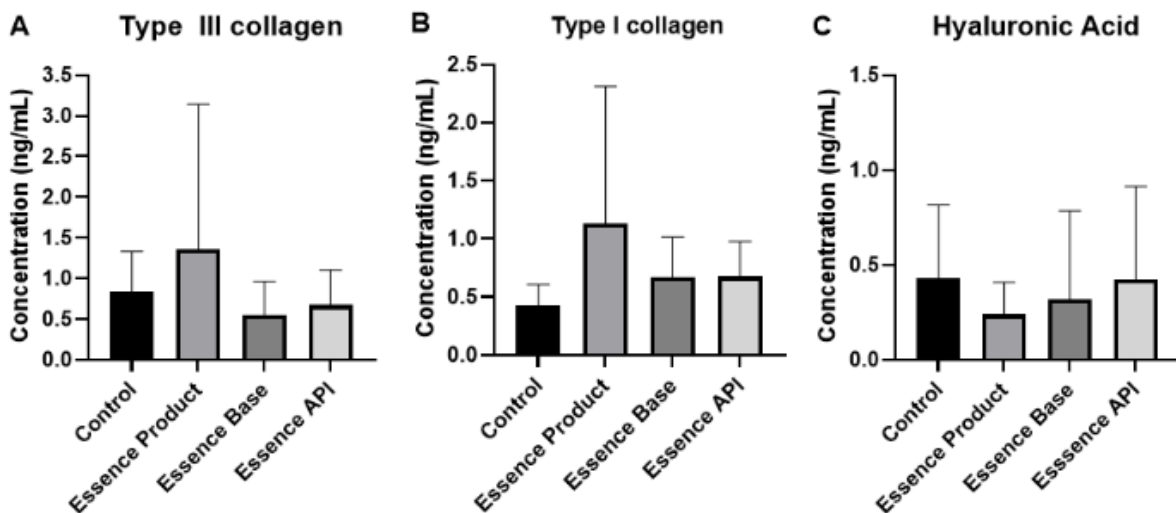 A Type III collagen
Concentration (ng/mL)
3.5
3.0
2.5
2.0
1.5
1.0
0.5
0.0
Control
Essence Product
Essence Base
Essence API
B Type I collagen
Concentration (ng/mL)
2.5
2.0
1.5
1.0
0.5
0.0
Control
Essence Product
Essence Base
Essence API
C Hyaluronic Acid
Concentration (ng/mL)
1.5
1.0
0.5
0.0
Control
Essence Product
Essence Base
Esssence API